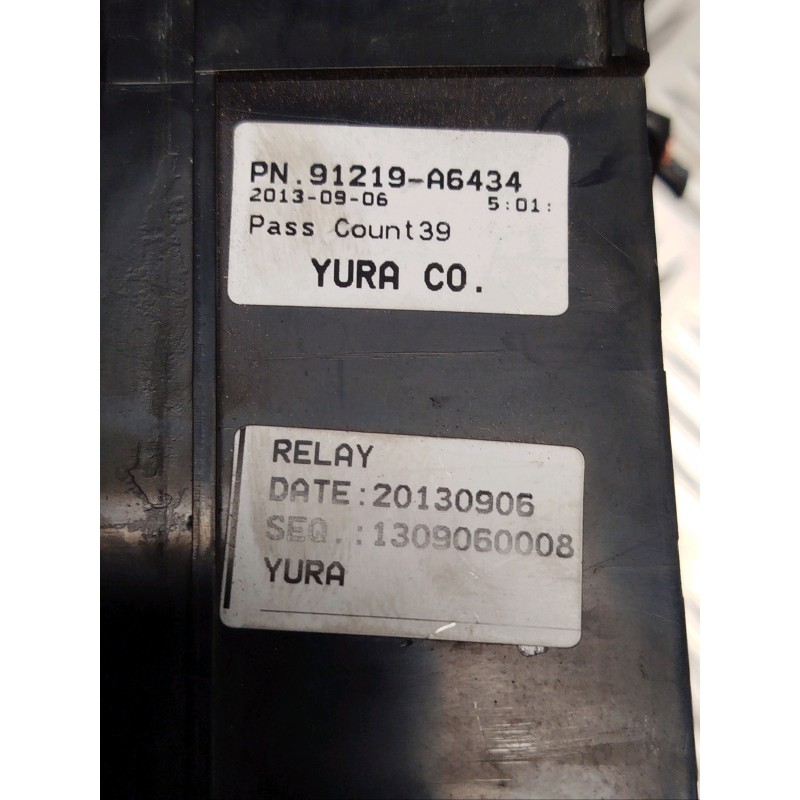 PN.91219-A6434
2013-09-06 5:01:
Pass Count39
YURA CO.
RELAY
DATE:20130906
SEQ.:1309060008
YURA